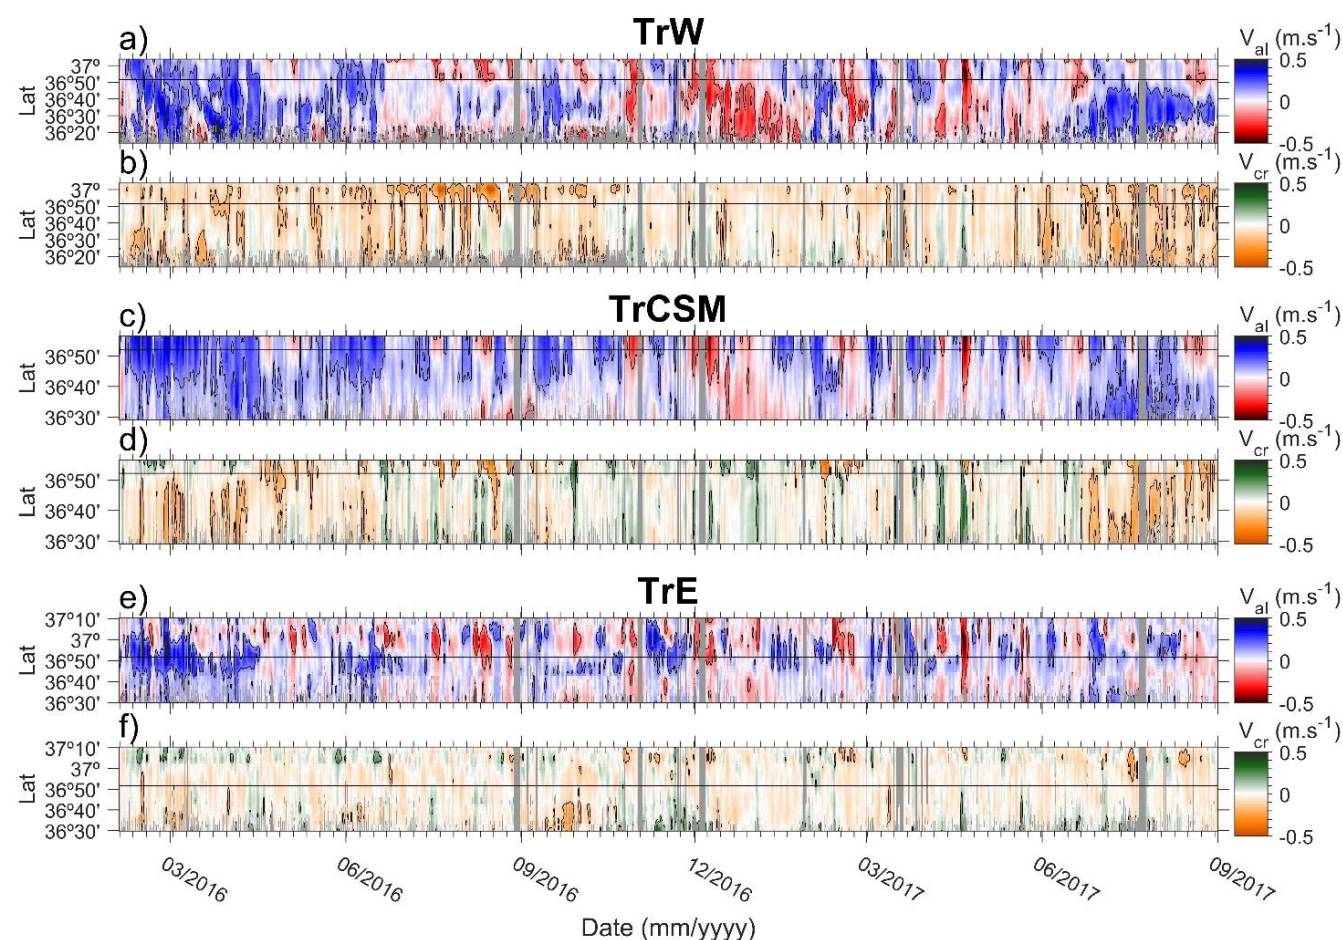 TrW
a)
V_al (m.s⁻¹)
37º
36º50'
36º40'
36º30'
36º20'
Lat
0.5
0
-0.5
b)
V_cr (m.s⁻¹)
37º
36º50'
36º40'
36º30'
36º20'
Lat
0.5
0
-0.5
TrCSM
c)
V_al (m.s⁻¹)
36º50'
36º40'
36º30'
Lat
0.5
0
-0.5
d)
V_cr (m.s⁻¹)
36º50'
36º40'
36º30'
Lat
0.5
0
-0.5
TrE
e)
V_al (m.s⁻¹)
37º10'
37º
36º50'
36º40'
36º30'
Lat
0.5
0
-0.5
f)
V_cr (m.s⁻¹)
37º10'
37º
36º50'
36º40'
36º30'
Lat
0.5
0
-0.5
03/2016
06/2016
09/2016
12/2016
03/2017
06/2017
09/2017
Date (mm/yyyy)